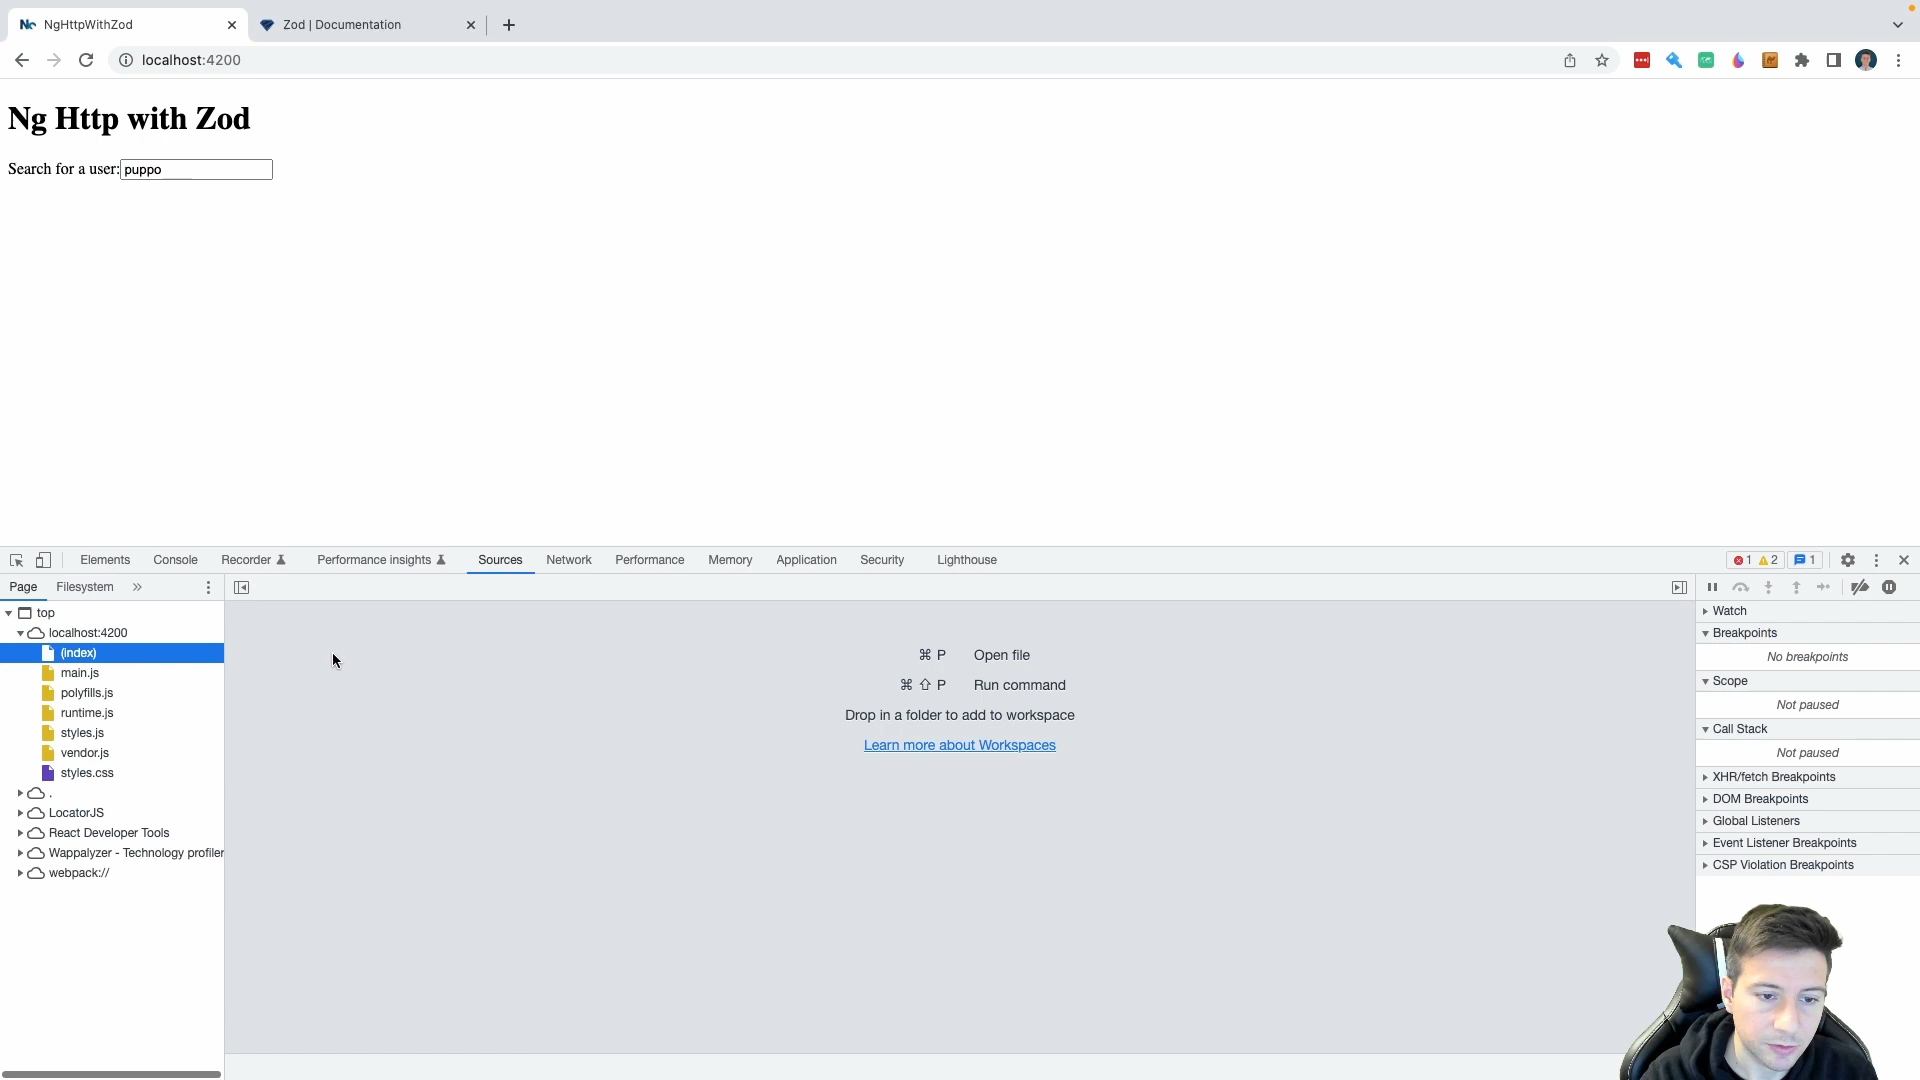 NgHttpWithZod
Zod | Documentation
localhost:4200
Ng Http with Zod
Search for a user: puppo
Elements
Console
Recorder
Performance insights
Sources
Network
Performance
Memory
Application
Security
Lighthouse
1
2
1
Page
Filesystem
top
localhost:4200
(index)
main.js
polyfills.js
runtime.js
styles.js
vendor.js
styles.css
.
LocatorJS
React Developer Tools
Wappalyzer - Technology profiler
webpack://
⌘ P Open file
⌘ ⇧ P Run command
Drop in a folder to add to workspace
Learn more about Workspaces
Watch
Breakpoints
No breakpoints
Scope
Not paused
Call Stack
Not paused
XHR/fetch Breakpoints
DOM Breakpoints
Global Listeners
Event Listener Breakpoints
CSP Violation Breakpoints